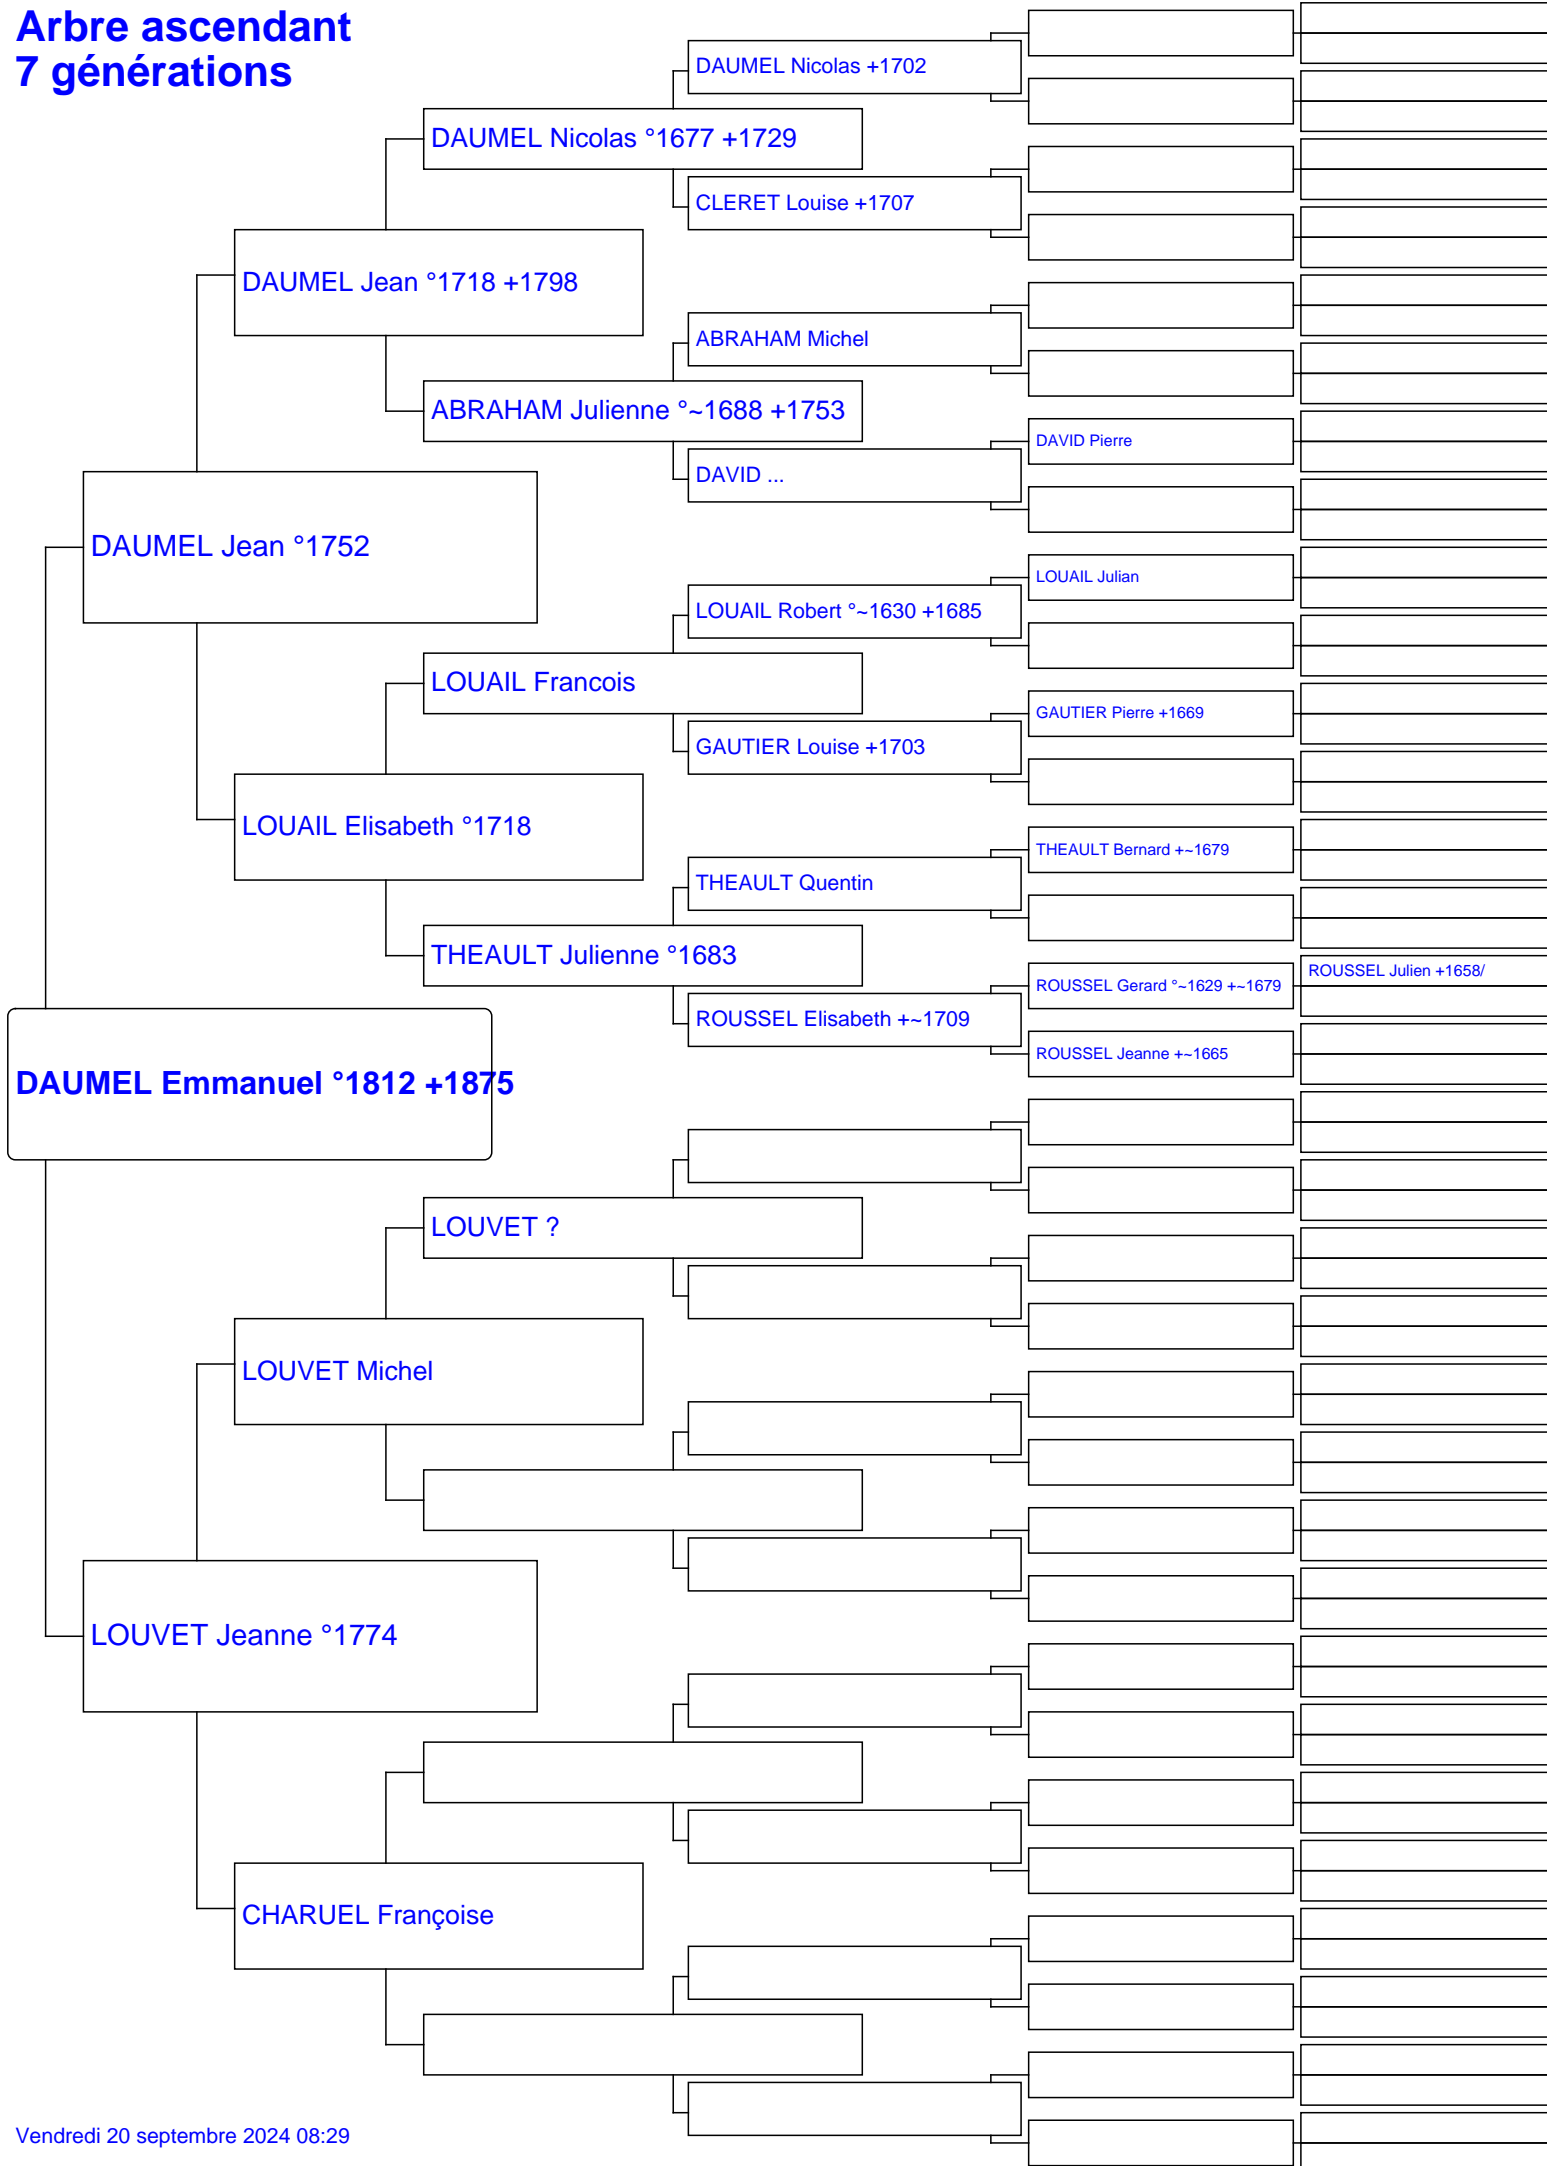 Arbre ascendant
7 générations
DAUMEL Nicolas +1702
DAUMEL Nicolas °1677 +1729
CLERET Louise +1707
DAUMEL Jean °1718 +1798
ABRAHAM Michel
ABRAHAM Julienne °~1688 +1753
DAVID Pierre
DAVID ...
DAUMEL Jean °1752
LOUAIL Julian
LOUAIL Robert °~1630 +1685
LOUAIL Francois
GAUTIER Pierre +1669
GAUTIER Louise +1703
LOUAIL Elisabeth °1718
THEAULT Bernard +~1679
THEAULT Quentin
THEAULT Julienne °1683
ROUSSEL Julien +1658/
ROUSSEL Gerard °~1629 +~1679
ROUSSEL Elisabeth +~1709
ROUSSEL Jeanne +~1665
DAUMEL Emmanuel °1812 +1875
LOUVET ?
LOUVET Michel
LOUVET Jeanne °1774
CHARUEL Françoise
Vendredi 20 septembre 2024 08:29